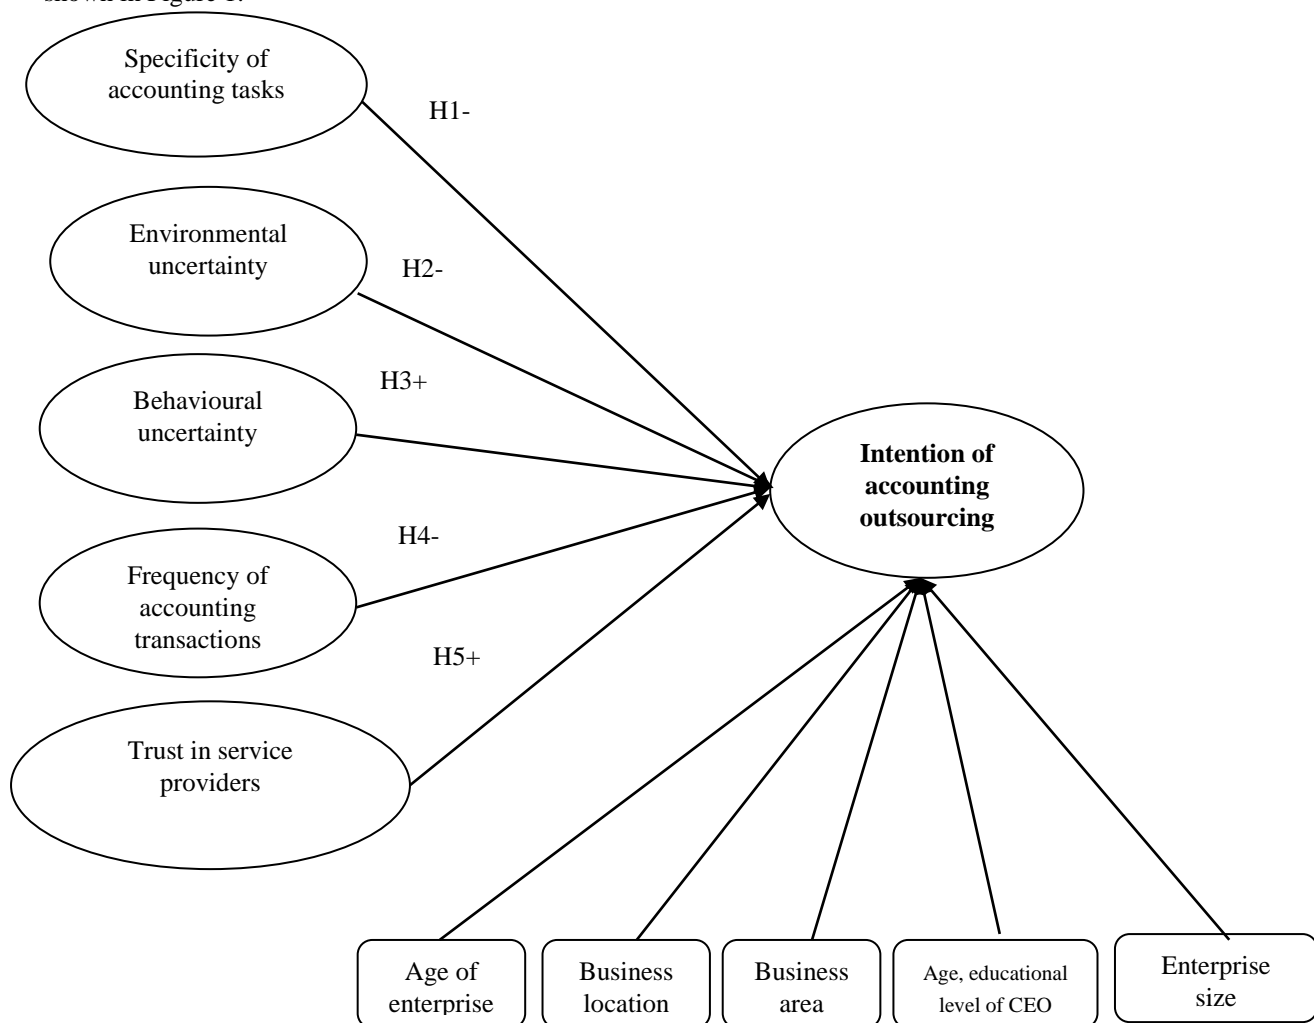 shown in Figure 1.
Specificity of
accounting tasks
H1-
Environmental
uncertainty
H2-
Behavioural
uncertainty
H3+
Intention of
accounting
outsourcing
Frequency of
accounting
transactions
H4-
H5+
Trust in service
providers
Age of
enterprise
Business
location
Business
area
Age, educational
level of CEO
Enterprise
size